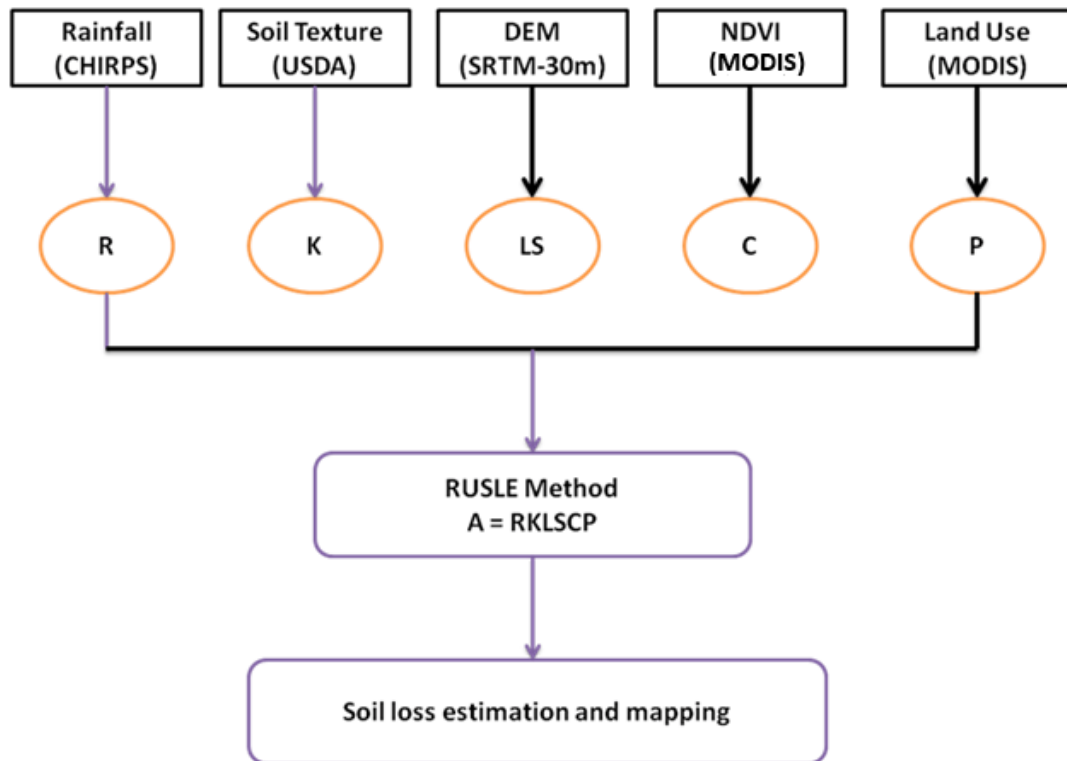 Rainfall
(CHIRPS)
Soil Texture
(USDA)
DEM
(SRTM-30m)
NDVI
(MODIS)
Land Use
(MODIS)
R
K
LS
C
P
RUSLE Method
A = RKLSCP
Soil loss estimation and mapping